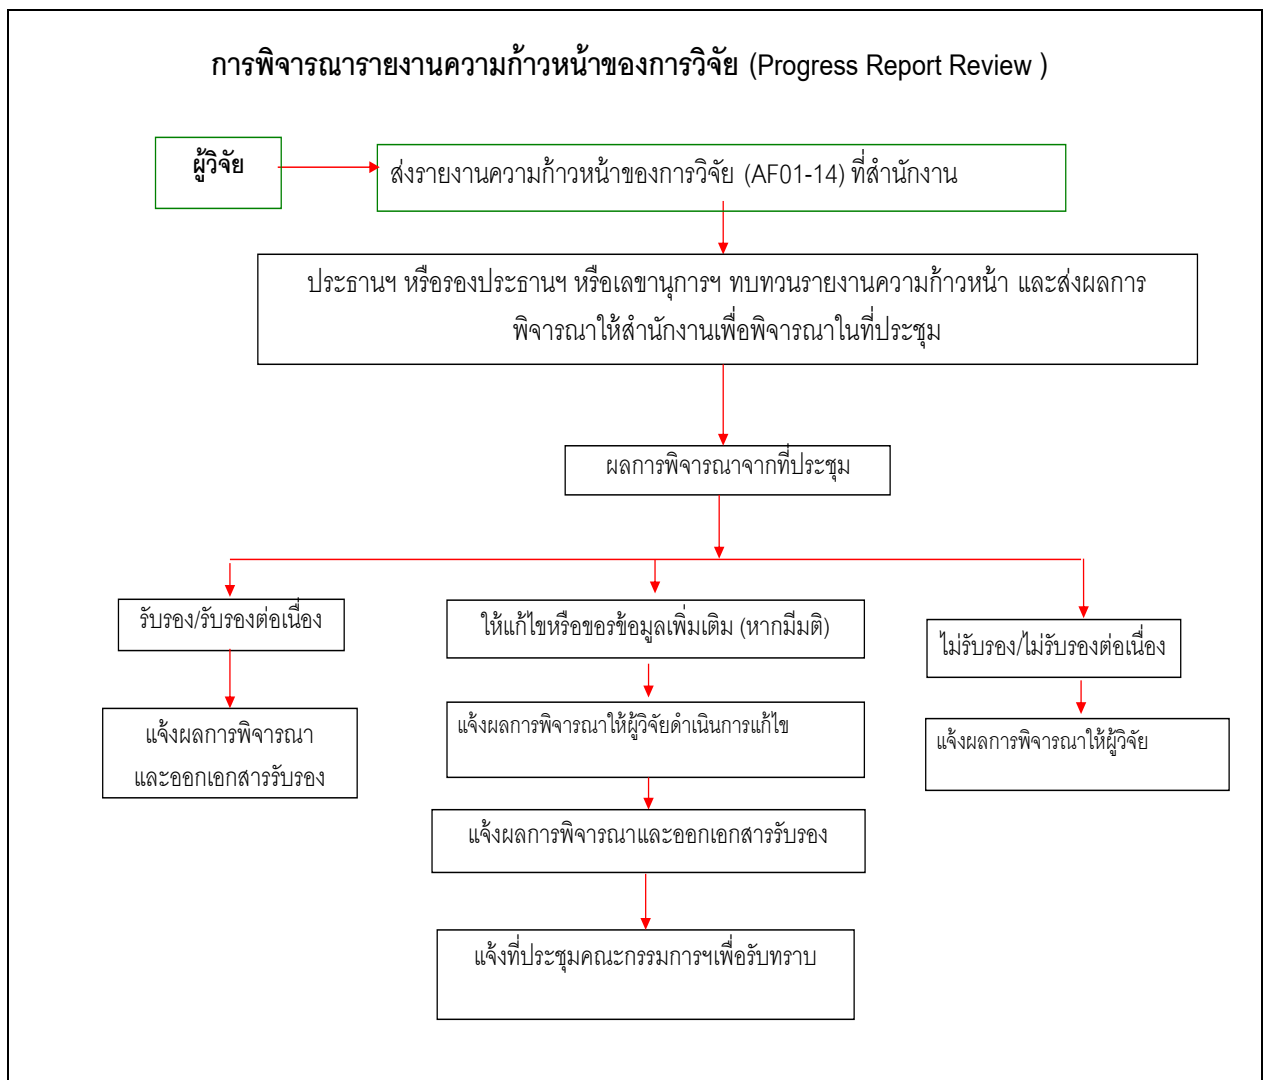 การพิจารณารายงานความก้าวหน้าของการวิจัย (Progress Report Review )
ผู้วิจัย
ส่งรายงานความก้าวหน้าของการวิจัย (AF01-14) ที่สำนักงาน
ประธานฯ หรือรองประธานฯ หรือเลขานุการฯ ทบทวนรายงานความก้าวหน้า และส่งผลการ
พิจารณาให้สำนักงานเพื่อพิจารณาในที่ประชุม
ผลการพิจารณาจากที่ประชุม
รับรอง/รับรองต่อเนื่อง
ให้แก้ไขหรือขอรข้อมูลเพิ่มเติม (หากมีมติ)
ไม่รับรอง/ไม่รับรองต่อเนื่อง
แจ้งผลการพิจารณา
และออกเอกสารรับรอง
แจ้งผลการพิจารณาให้ผู้วิจัยดำเนินการแก้ไข
แจ้งผลการพิจารณาให้ผู้วิจัย
แจ้งผลการพิจารณาและออกเอกสารรับรอง
แจ้งที่ประชุมคณะกรรมการฯเพื่อรับทราบ